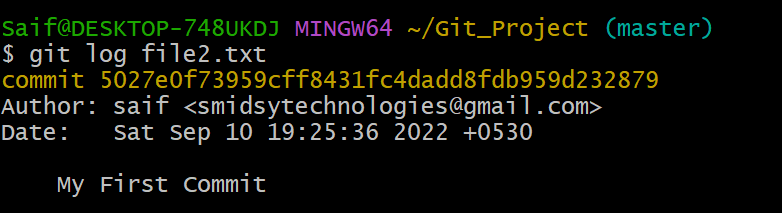 Saif@DESKTOP-748UKDJ MINGW64 ~/Git_Project (master)
$ git log file2.txt
commit 5027e0f73959cff8431fc4dadd8fdb959d232879
Author: saif <smidsytechnologies@gmail.com>
Date:   Sat Sep 10 19:25:36 2022 +0530
    My First Commit